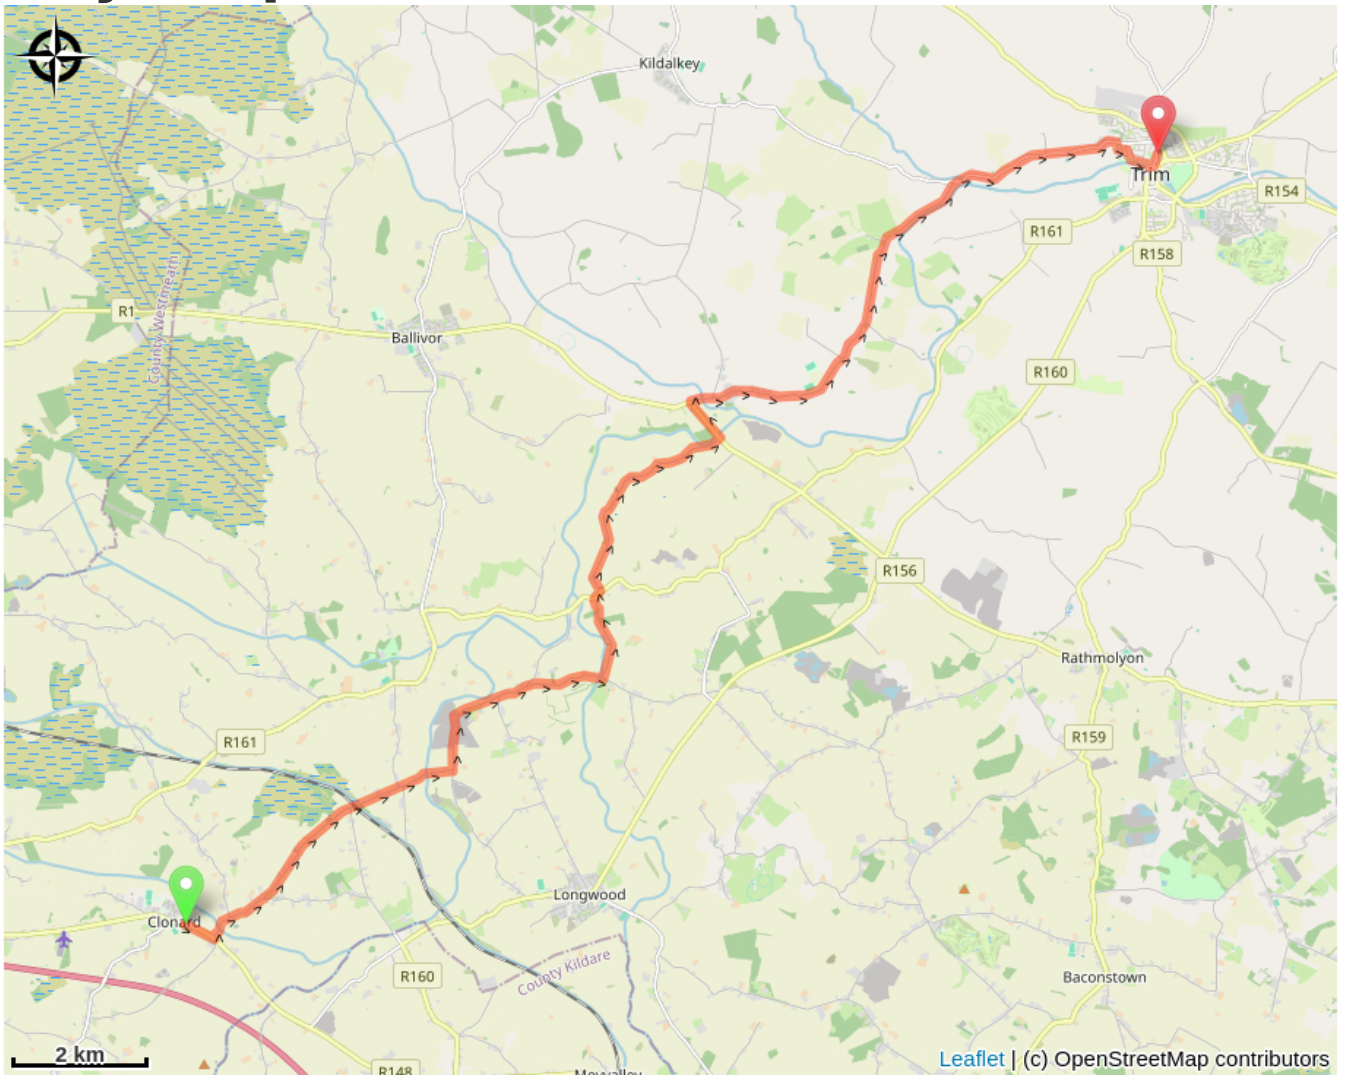 Kildalkey
Trim
R154
R161
R158
County Westmeath
R1
Ballivor
R160
R156
Rathmolyon
R161
R159
Longwood
Clonard
County Kildare
R160
Baconstown
2 km
R148
Moyvalley
Leaflet | (c) OpenStreetMap contributors